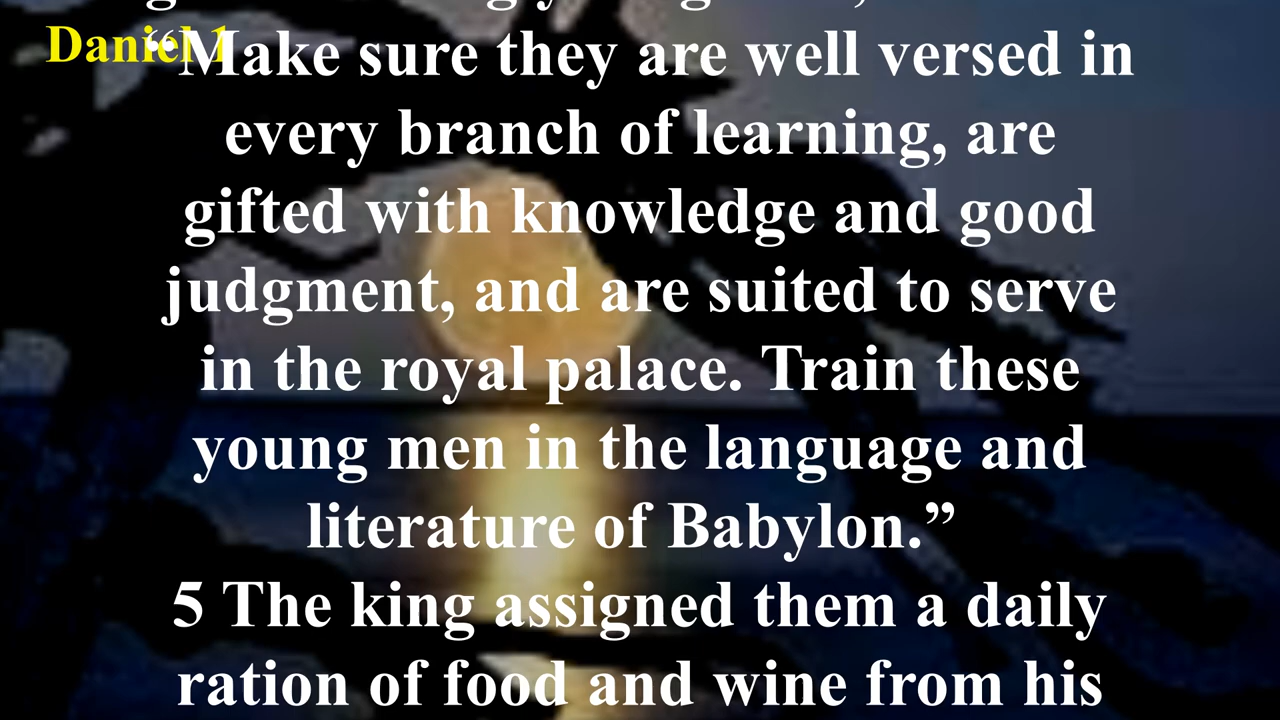 Daniel 1
“Make sure they are well versed in
every branch of learning, are
gifted with knowledge and good
judgment, and are suited to serve
in the royal palace. Train these
young men in the language and
literature of Babylon.”
5 The king assigned them a daily
ration of food and wine from his